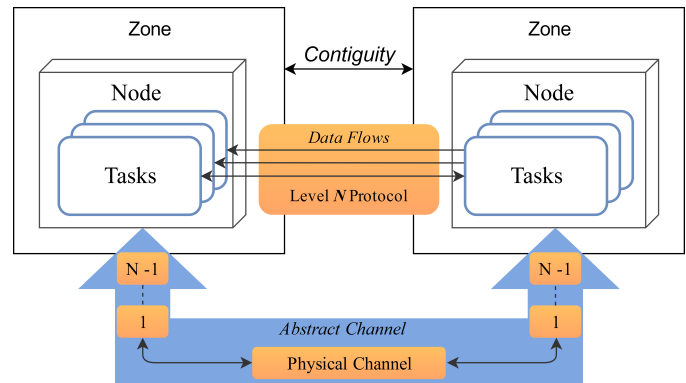 Zone
Zone
Contiguity
Node
Node
Data Flows
Tasks
Tasks
Level N Protocol
N -1
N -1
1
1
Abstract Channel
Physical Channel